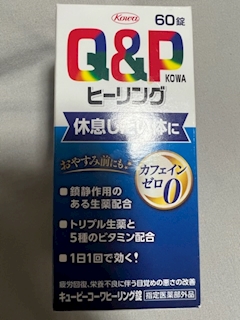 Kowa
60錠
Q&P
KOWA
ヒーリング
休息したい体に
おやすみ前にも。
カフェイン
ゼロ0
■鎮静作用の
ある生薬配合
■トリプル生薬と
5種のビタミン配合
■1日1回で効く!
疲労回復、栄養不良に伴う目覚めの悪さの改善
キューピーコーワヒーリング錠 指定医薬部外品